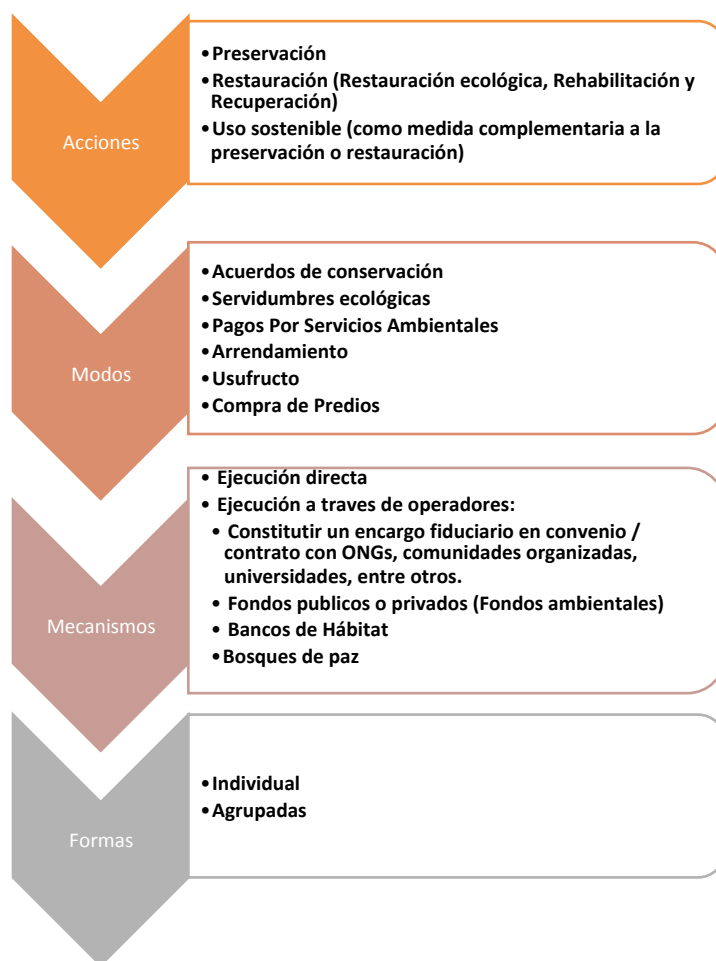 Acciones
•Preservación
•Restauración (Restauración ecológica, Rehabilitación y
Recuperación)
•Uso sostenible (como medida complementaria a la
preservación o restauración)
Modos
•Acuerdos de conservación
•Servidumbres ecológicas
•Pagos Por Servicios Ambientales
•Arrendamiento
•Usufructo
•Compra de Predios
Mecanismos
• Ejecución directa
• Ejecución a traves de operadores:
• Constitutir un encargo fiduciario en convenio /
contrato con ONGs, comunidades organizadas,
universidades, entre otros.
• Fondos publicos o privados (Fondos ambientales)
• Bancos de Hábitat
•Bosques de paz
Formas
•Individual
•Agrupadas